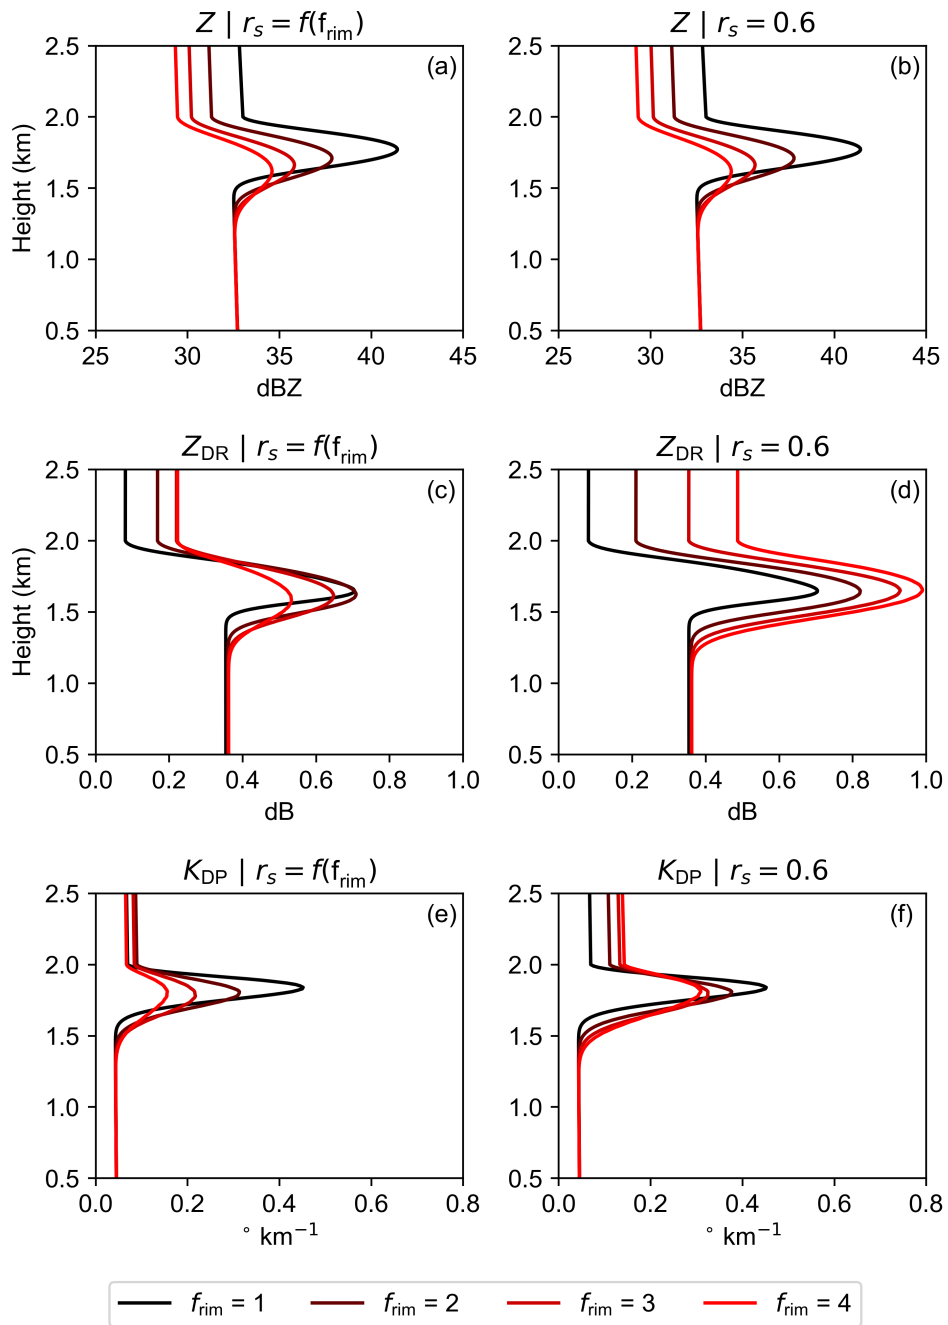 Z | rₛ = f(f_rim)
Z | rₛ = 0.6
2.5
2.0
1.5
1.0
0.5
Height (km)
(a)
25 30 35 40 45
dBZ
2.5
2.0
1.5
1.0
0.5
(b)
25 30 35 40 45
dBZ
Z_DR | rₛ = f(f_rim)
Z_DR | rₛ = 0.6
2.5
2.0
1.5
1.0
0.5
Height (km)
(c)
0.0 0.2 0.4 0.6 0.8 1.0
dB
2.5
2.0
1.5
1.0
0.5
(d)
0.0 0.2 0.4 0.6 0.8 1.0
dB
K_DP | rₛ = f(f_rim)
K_DP | rₛ = 0.6
2.5
2.0
1.5
1.0
0.5
(e)
0.0 0.2 0.4 0.6 0.8
° km⁻¹
2.5
2.0
1.5
1.0
0.5
(f)
0.0 0.2 0.4 0.6 0.8
° km⁻¹
f_rim = 1 f_rim = 2 f_rim = 3 f_rim = 4